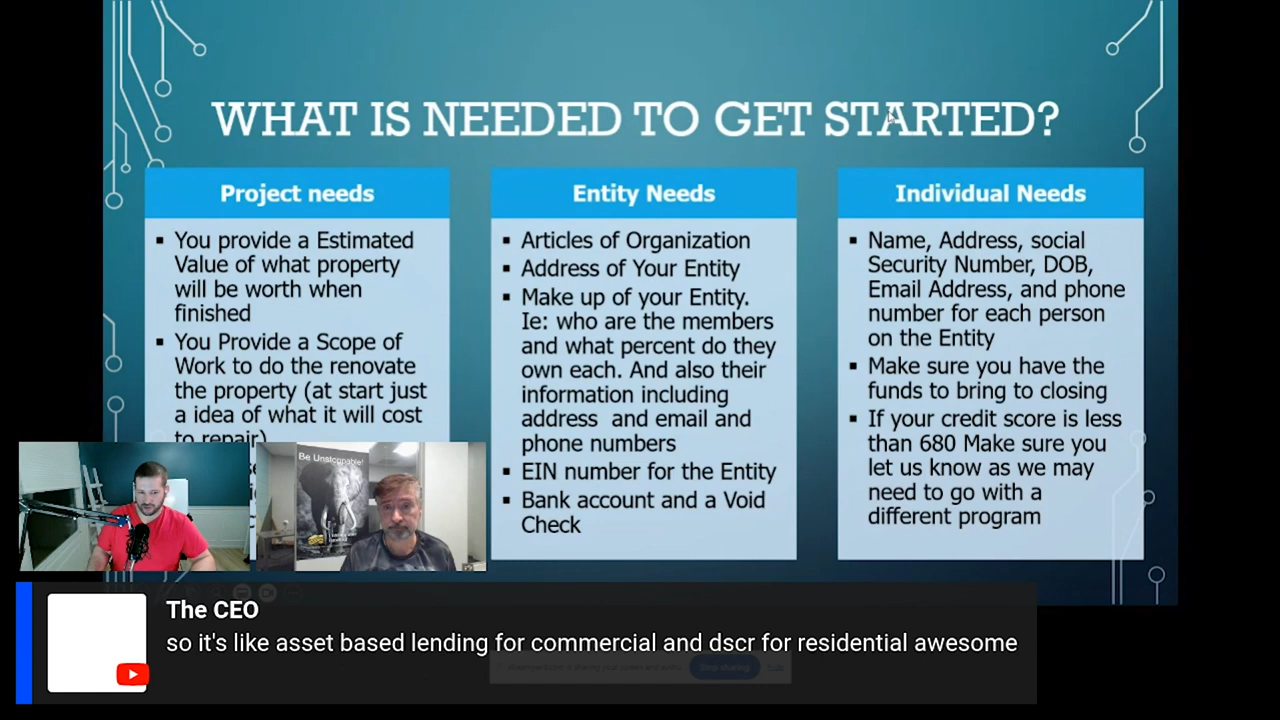 WHAT IS NEEDED TO GET STARTED?
Project needs
▪ You provide a Estimated
Value of what property
will be worth when
finished
▪ You Provide a Scope of
Work to do the renovate
the property (at start just
a idea of what it will cost
to repair)
Entity Needs
▪ Articles of Organization
▪ Address of Your Entity
▪ Make up of your Entity.
Ie: who are the members
and what percent do they
own each. And also their
information including
address and email and
phone numbers
▪ EIN number for the Entity
▪ Bank account and a Void
Check
Individual Needs
▪ Name, Address, social
Security Number, DOB,
Email Address, and phone
number for each person
on the Entity
▪ Make sure you have the
funds to bring to closing
▪ If your credit score is less
than 680 Make sure you
let us know as we may
need to go with a
different program
Be Unstoppable!
The CEO
so it's like asset based lending for commercial and dscr for residential awesome
Stop sharing